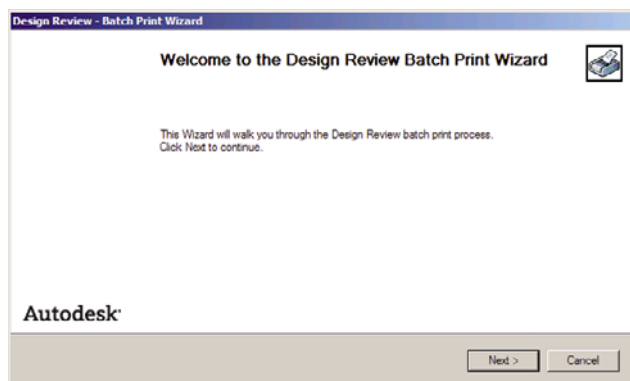 Design Review - Batch Print Wizard
Welcome to the Design Review Batch Print Wizard
This Wizard will walk you through the Design Review batch print process.
Click Next to continue.
Autodesk
Next >
Cancel